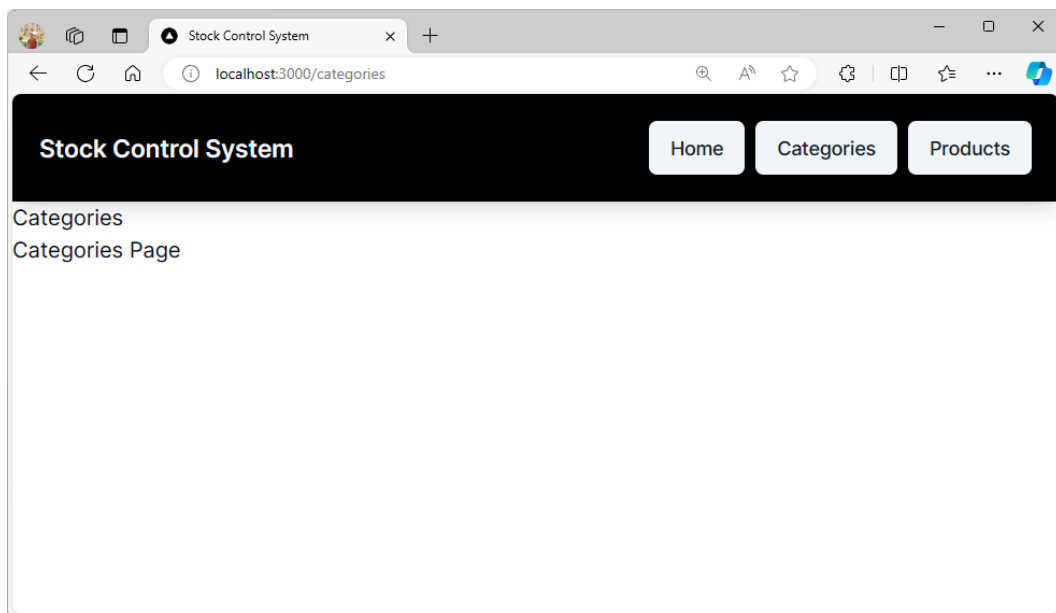 Stock Control System
localhost:3000/categories
Stock Control System
Home
Categories
Products
Categories
Categories Page